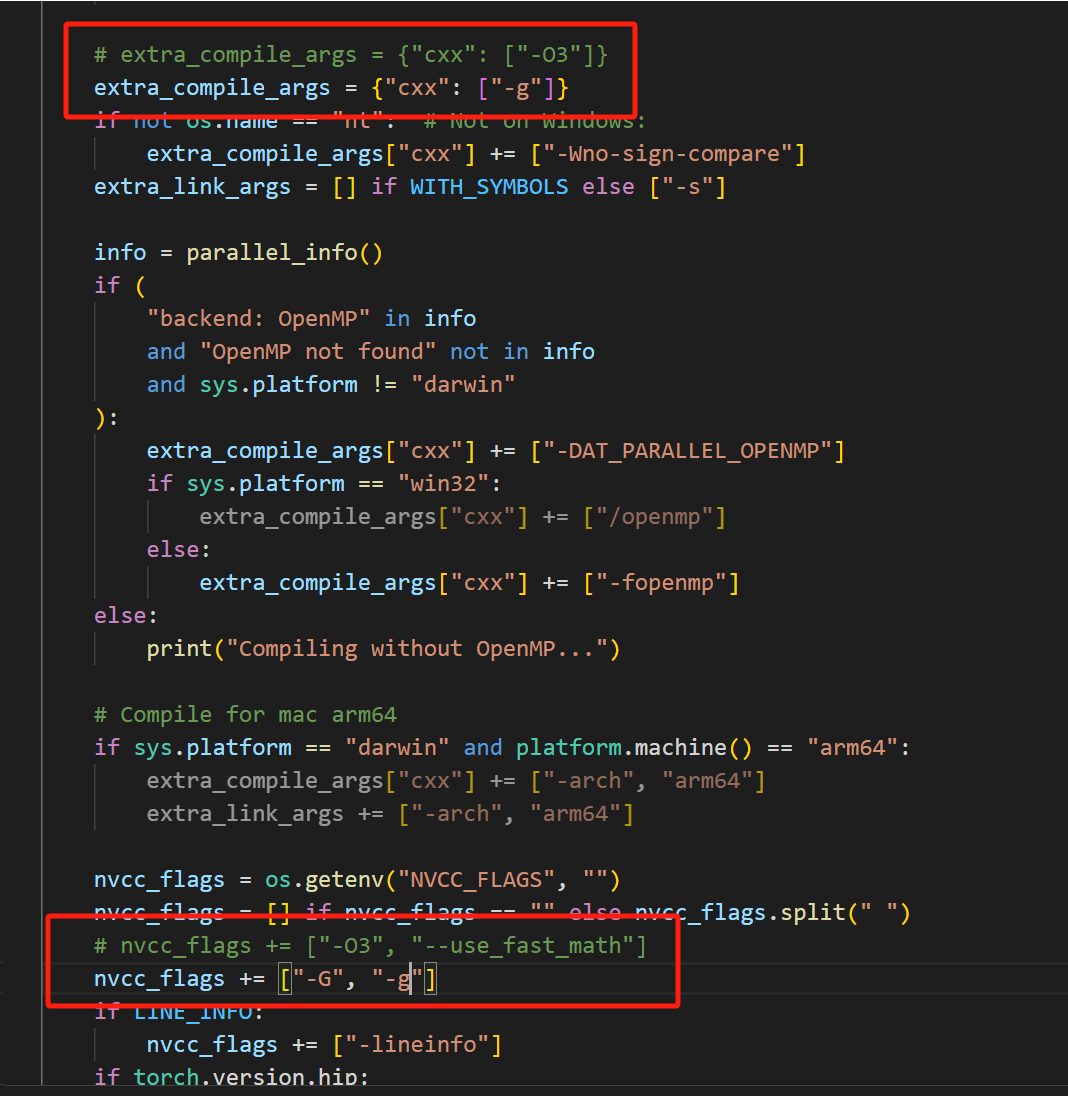 # extra_compile_args = {"cxx": ["-O3"]}
extra_compile_args = {"cxx": ["-g"]}
if not os.name == "nt":  # Not on Windows:
    extra_compile_args["cxx"] += ["-Wno-sign-compare"]
extra_link_args = [] if WITH_SYMBOLS else ["-s"]
info = parallel_info()
if (
    "backend: OpenMP" in info
    and "OpenMP not found" not in info
    and sys.platform != "darwin"
):
    extra_compile_args["cxx"] += ["-DAT_PARALLEL_OPENMP"]
    if sys.platform == "win32":
        extra_compile_args["cxx"] += ["/openmp"]
    else:
        extra_compile_args["cxx"] += ["-fopenmp"]
else:
    print("Compiling without OpenMP...")
# Compile for mac arm64
if sys.platform == "darwin" and platform.machine() == "arm64":
    extra_compile_args["cxx"] += ["-arch", "arm64"]
    extra_link_args += ["-arch", "arm64"]
nvcc_flags = os.getenv("NVCC_FLAGS", "")
nvcc_flags = [] if nvcc_flags == "" else nvcc_flags.split(" ")
# nvcc_flags += ["-O3", "--use_fast_math"]
nvcc_flags += ["-G", "-g"]
if LINE_INFO:
    nvcc_flags += ["-lineinfo"]
if torch.version.hip: